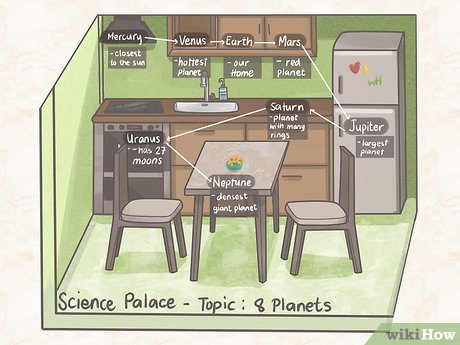 Mercury
-closest
to the sun
Venus
-hottest
planet
Earth
-our
Home
Mars
-red
planet
WH
Jupiter
-largest
planet
Saturn
-planet
with many
rings
Uranus
-has 27
moons
Neptune
-densest
giant planet
Science Palace - Topic: 8 Planets
wikiHow